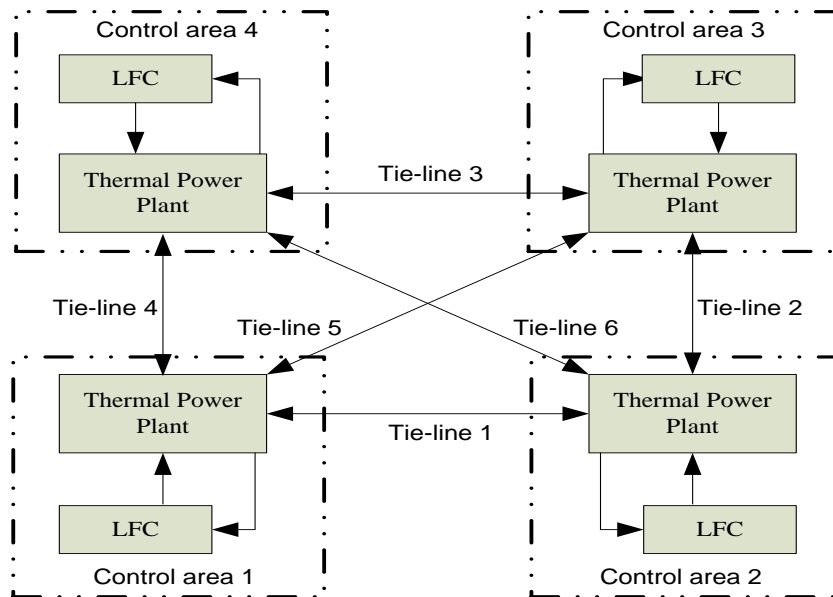 Control area 4
Control area 3
LFC
LFC
Thermal Power
Plant
Tie-line 3
Thermal Power
Plant
Tie-line 4
Tie-line 5
Tie-line 6
Tie-line 2
Thermal Power
Plant
Tie-line 1
Thermal Power
Plant
LFC
LFC
Control area 1
Control area 2